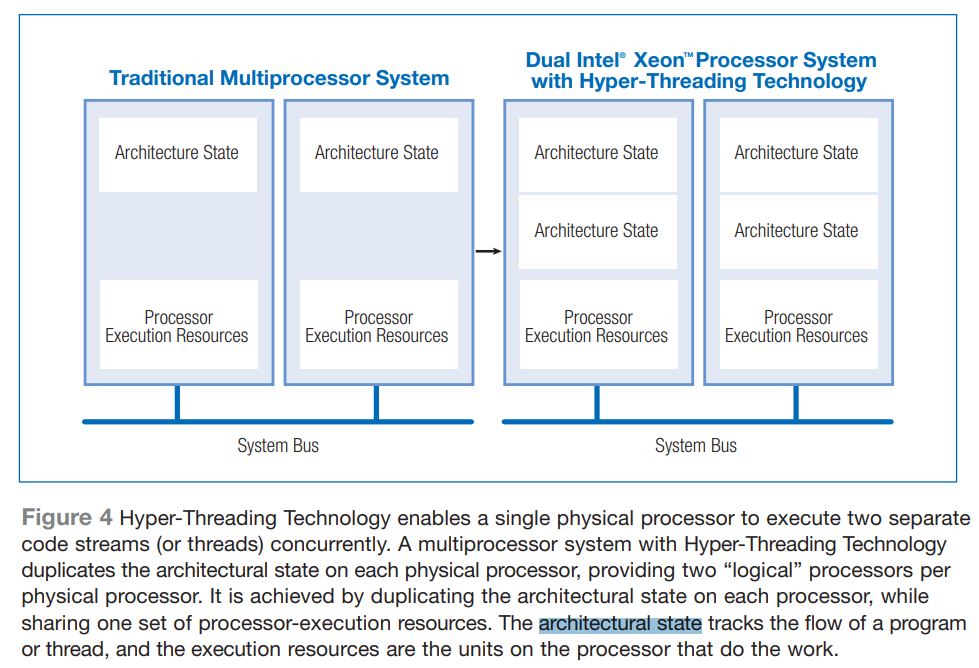 Traditional Multiprocessor System
Dual Intel® Xeon™ Processor System
with Hyper-Threading Technology
Architecture State
Architecture State
Architecture State
Architecture State
Architecture State
Architecture State
Processor
Execution Resources
Processor
Execution Resources
Processor
Execution Resources
Processor
Execution Resources
System Bus
System Bus
Figure 4 Hyper-Threading Technology enables a single physical processor to execute two separate
code streams (or threads) concurrently. A multiprocessor system with Hyper-Threading Technology
duplicates the architectural state on each physical processor, providing two “logical” processors per
physical processor. It is achieved by duplicating the architectural state on each processor, while
sharing one set of processor-execution resources. The architectural state tracks the flow of a program
or thread, and the execution resources are the units on the processor that do the work.